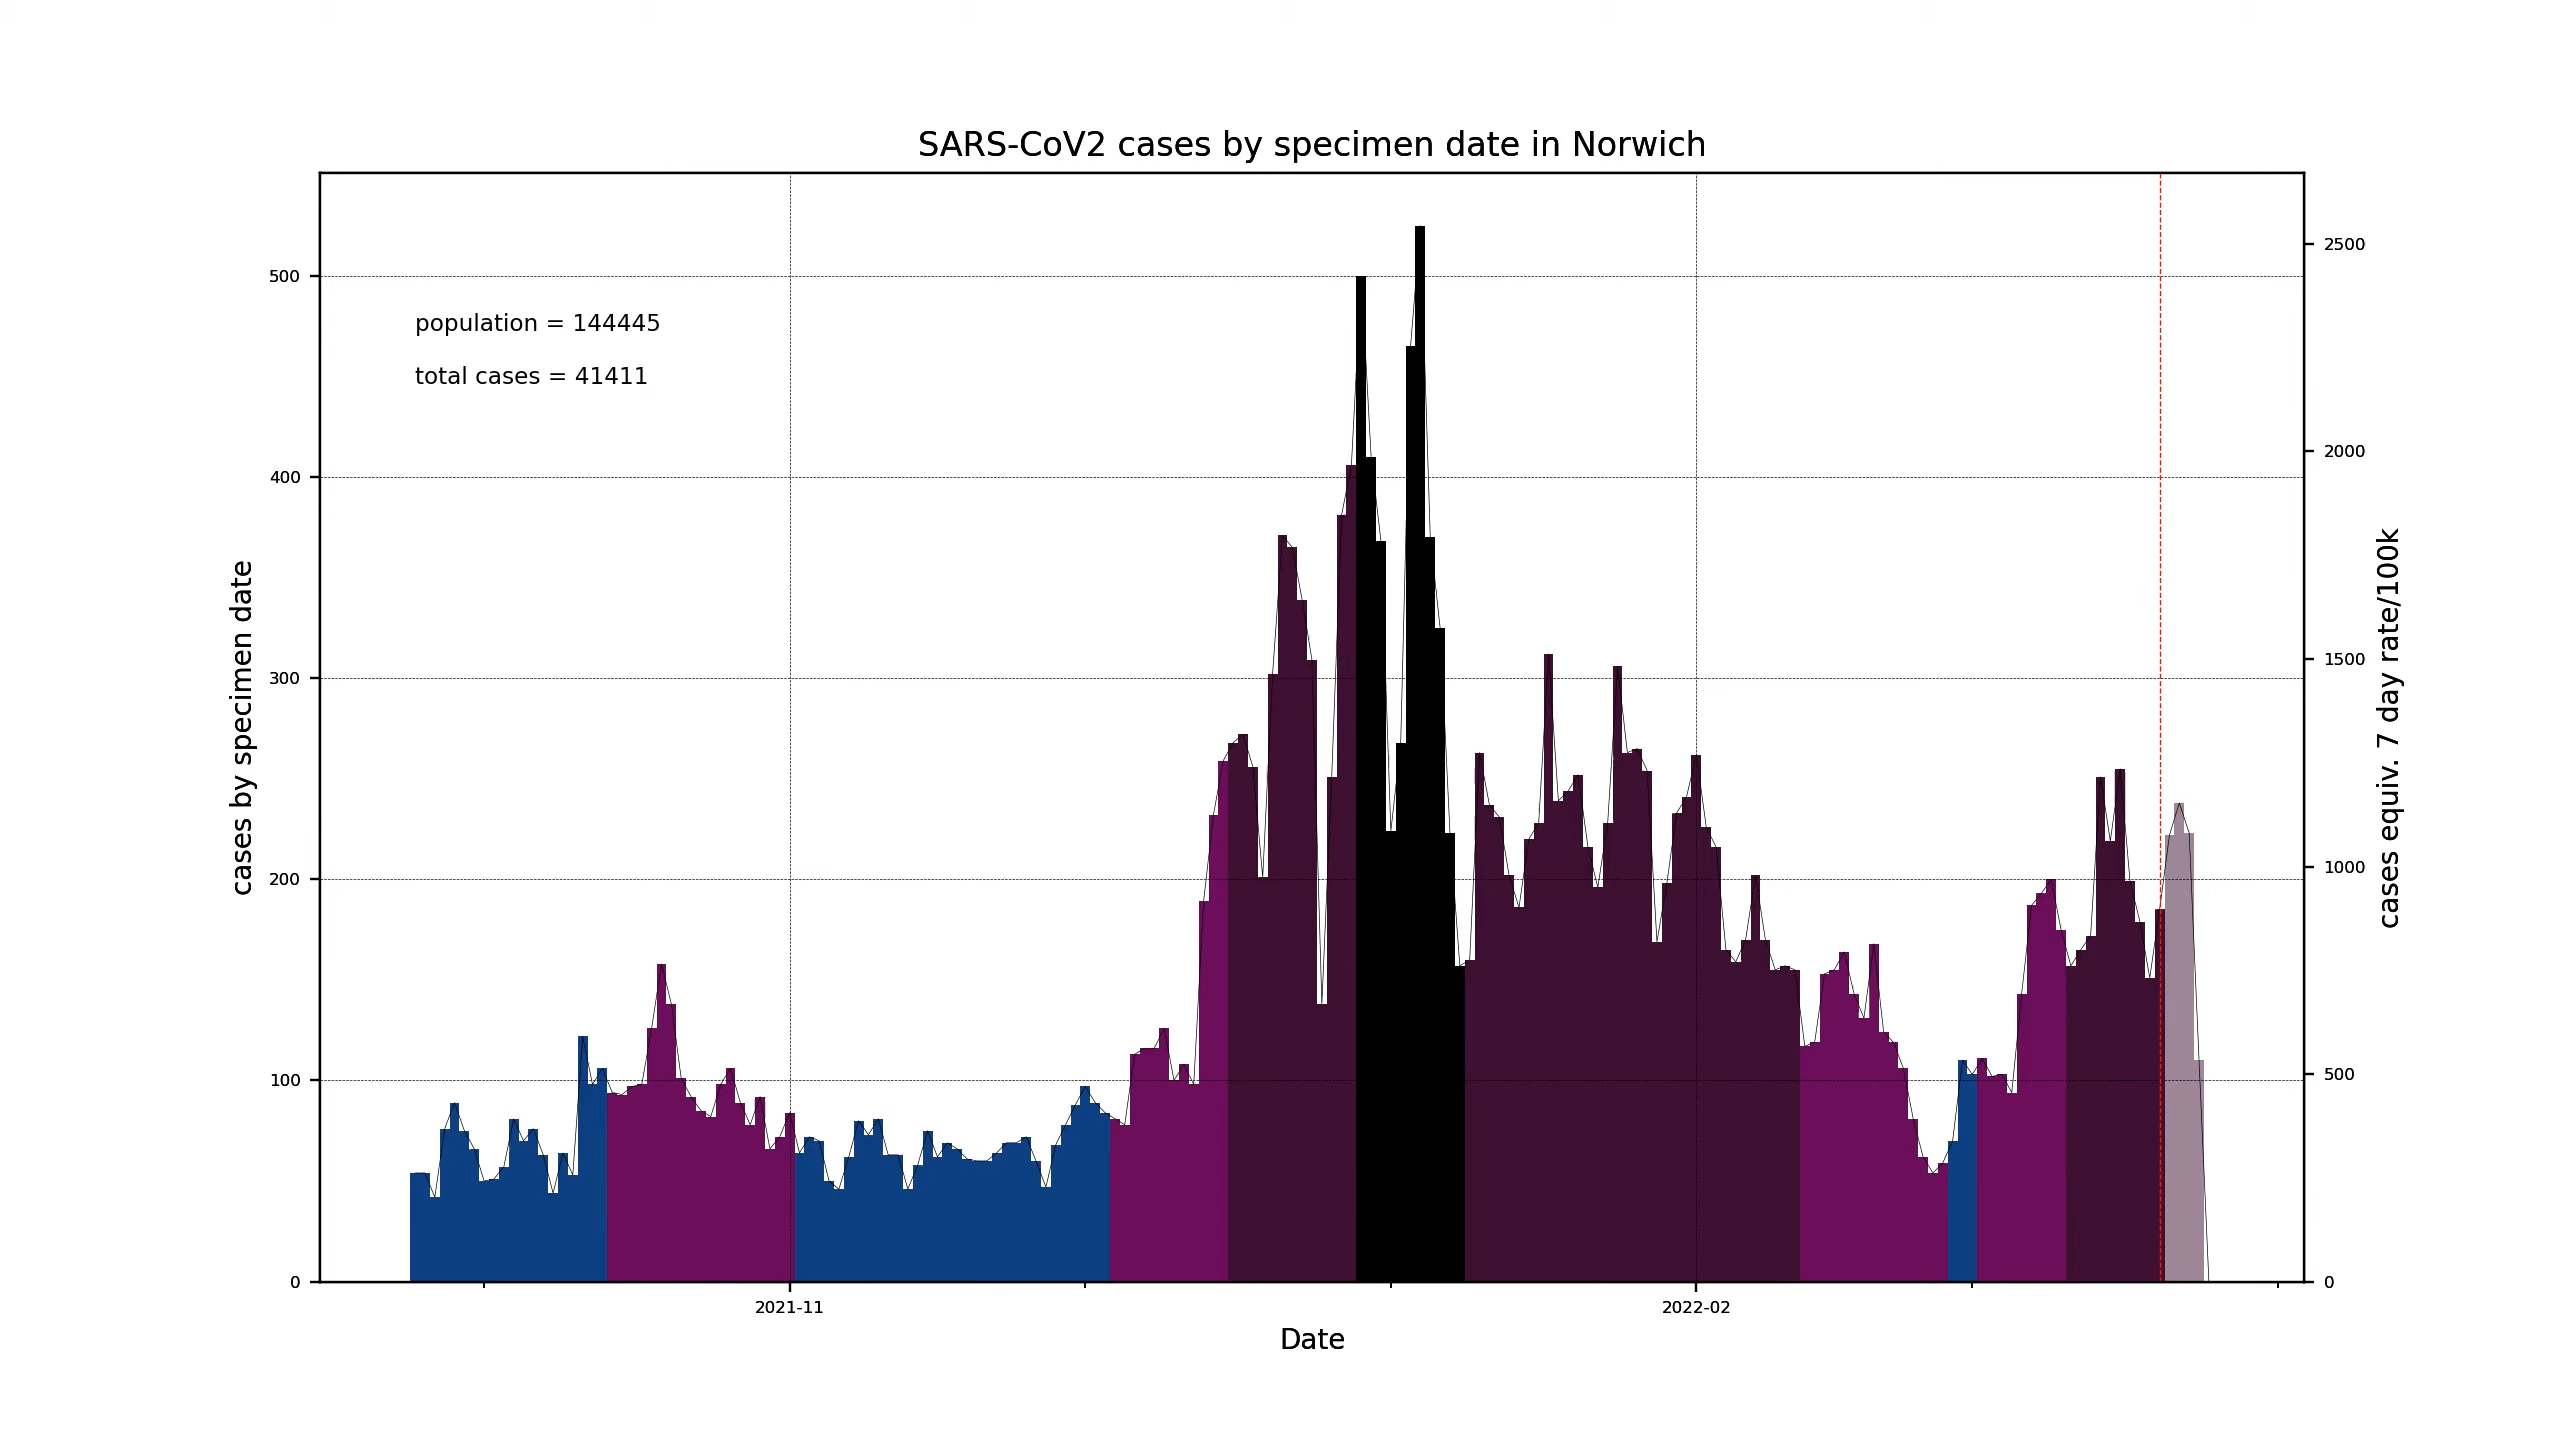 SARS-CoV2 cases by specimen date in Norwich
population = 144445
total cases = 41411
cases by specimen date
500
400
300
200
100
0
2500
2000
1500
1000
500
0
cases equiv. 7 day rate/100k
2021-11
2022-02
Date